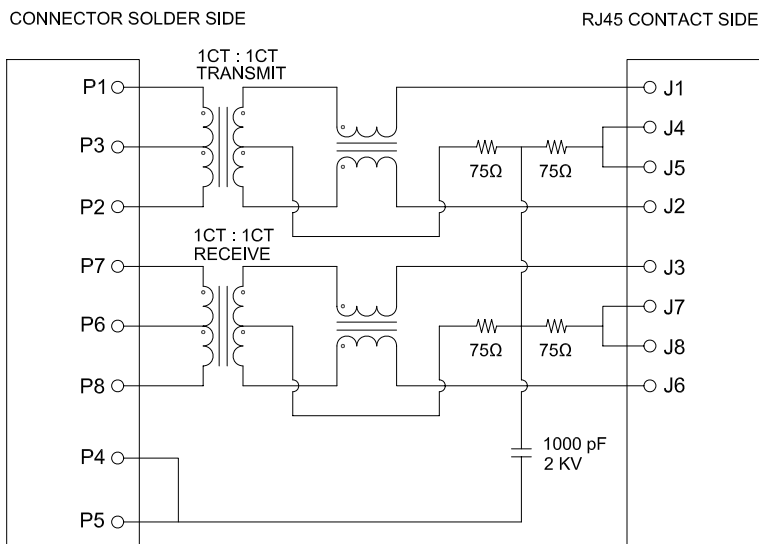 CONNECTOR SOLDER SIDE
RJ45 CONTACT SIDE
1CT : 1CT
TRANSMIT
P1
J1
J4
P3
75Ω
75Ω
J5
P2
J2
1CT : 1CT
RECEIVE
P7
J3
J7
P6
75Ω
75Ω
J8
P8
J6
1000 pF
2 KV
P4
P5